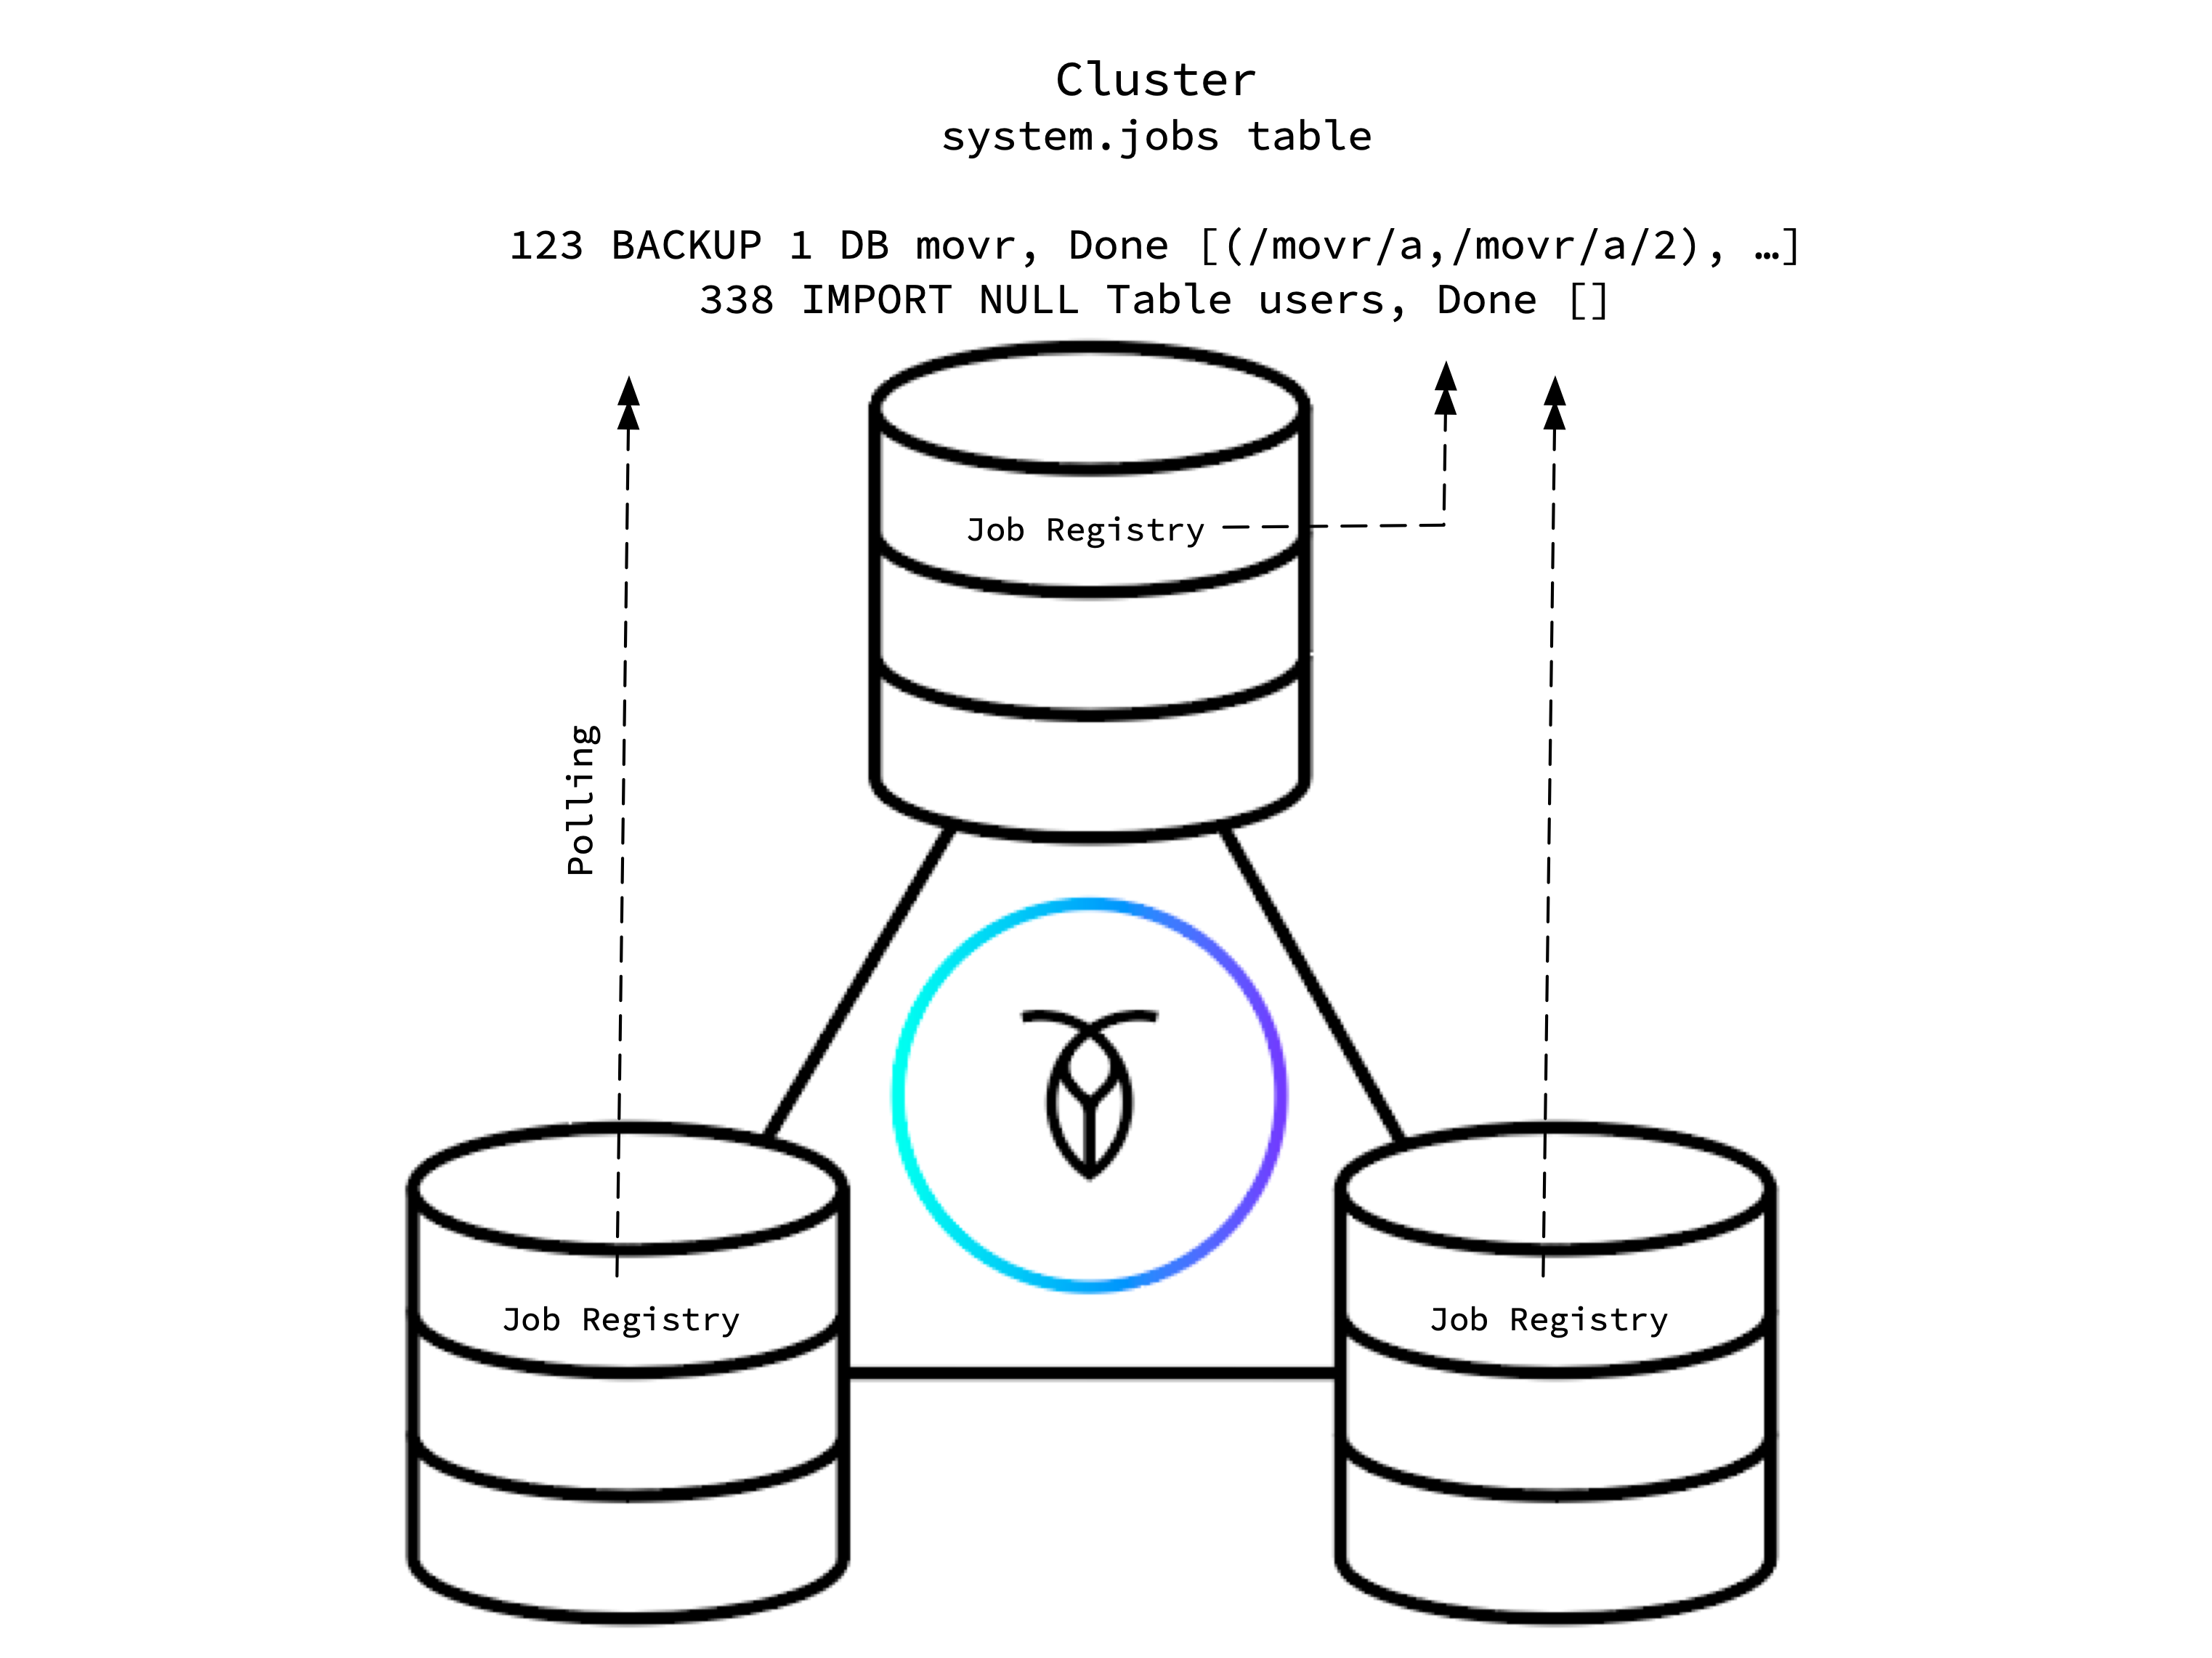 Cluster
system.jobs table
123 BACKUP 1 DB movr, Done [(/movr/a,/movr/a/2), …]
338 IMPORT NULL Table users, Done []
Job Registry
Polling
Job Registry
Job Registry